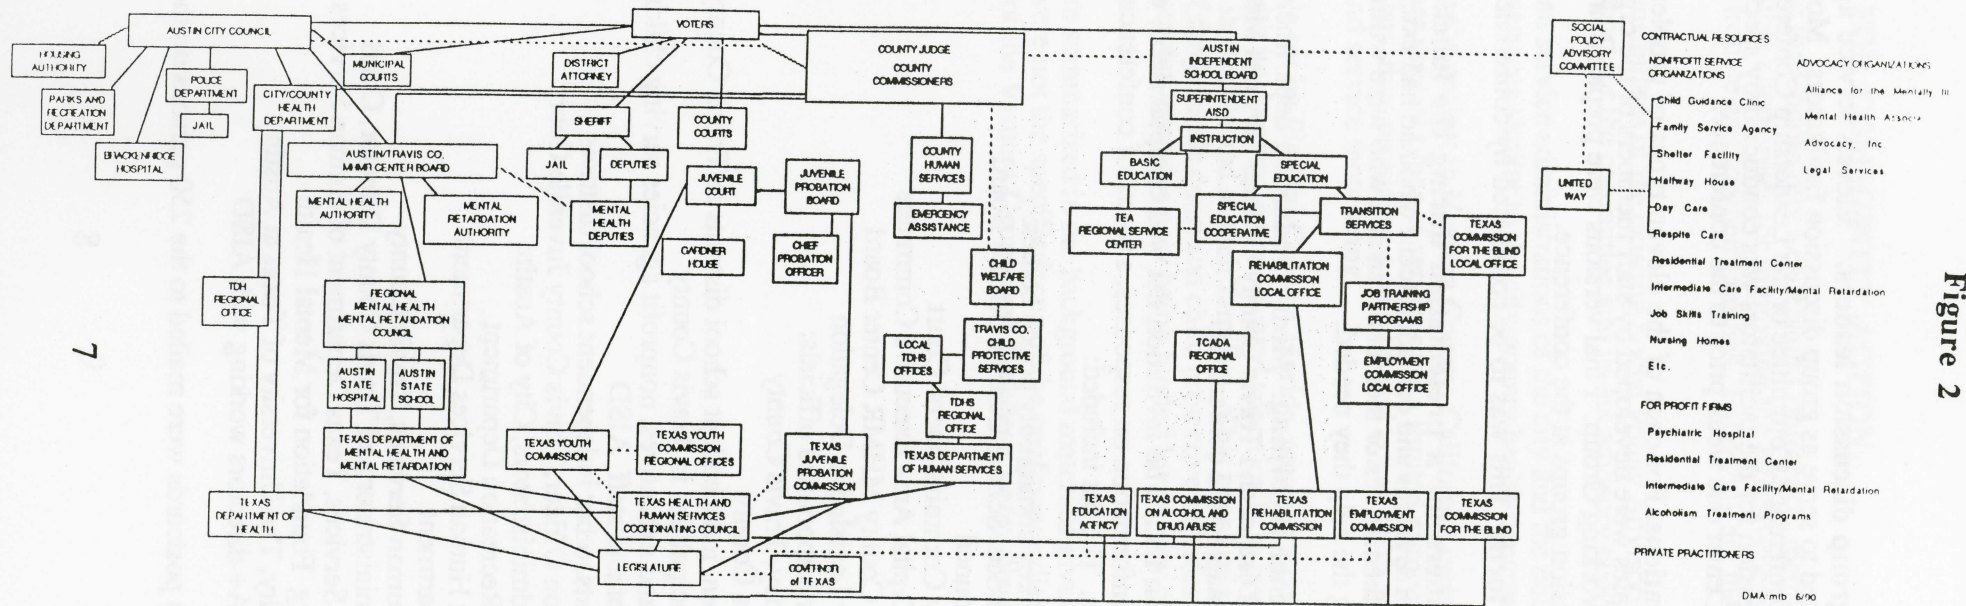 Figure 2
VOTERS
AUSTIN CITY COUNCIL
HOUSING
AUTHORITY
PARKS AND
RECREATION
DEPARTMENT
BRACKENRIDGE
HOSPITAL
POLICE
DEPARTMENT
JAIL
CITY/COUNTY
HEALTH
DEPARTMENT
MUNICIPAL
COURTS
DISTRICT
ATTORNEY
SHERIFF
JAIL
DEPUTIES
MENTAL
HEALTH
DEPUTIES
COUNTY
COURTS
JUVENILE
COURT
GARDNER
HOUSE
JUVENILE
PROBATION
BOARD
CHIEF
PROBATION
OFFICER
COUNTY JUDGE
COUNTY
COMMISSIONERS
COUNTY
HUMAN
SERVICES
EMERGENCY
ASSISTANCE
CHILD
WELFARE
BOARD
TRAVIS CO.
CHILD
PROTECTIVE
SERVICES
LOCAL
TDHS
OFFICES
TDHS
REGIONAL
OFFICE
TEXAS DEPARTMENT
OF HUMAN SERVICES
AUSTIN/TRAVIS CO.
MHMR CENTER BOARD
MENTAL HEALTH
AUTHORITY
MENTAL
RETARDATION
AUTHORITY
TDH
REGIONAL
OFFICE
REGIONAL
MENTAL HEALTH
MENTAL RETARDATION
COUNCIL
AUSTIN
STATE
HOSPITAL
AUSTIN
STATE
SCHOOL
TEXAS DEPARTMENT OF
MENTAL HEALTH AND
MENTAL RETARDATION
TEXAS
DEPARTMENT OF
HEALTH
TEXAS YOUTH
COMMISSION
TEXAS YOUTH
COMMISSION
REGIONAL OFFICES
TEXAS
JUVENILE
PROBATION
COMMISSION
TEXAS HEALTH AND
HUMAN SERVICES
COORDINATING COUNCIL
LEGISLATURE
GOVERNOR
of TEXAS
AUSTIN
INDEPENDENT
SCHOOL BOARD
SUPERINTENDENT
AISD
INSTRUCTION
BASIC
EDUCATION
SPECIAL
EDUCATION
TEA
REGIONAL SERVICE
CENTER
SPECIAL
EDUCATION
COOPERATIVE
TRANSITION
SERVICES
TEXAS
COMMISSION
FOR THE BLIND
LOCAL OFFICE
REHABILITATION
COMMISSION
LOCAL OFFICE
JOB TRAINING
PARTNERSHIP
PROGRAMS
TCADA
REGIONAL
OFFICE
EMPLOYMENT
COMMISSION
LOCAL OFFICE
TEXAS
EDUCATION
AGENCY
TEXAS COMMISSION
ON ALCOHOL AND
DRUG ABUSE
TEXAS
REHABILITATION
COMMISSION
TEXAS
EMPLOYMENT
COMMISSION
TEXAS
COMMISSION
FOR THE BLIND
SOCIAL
POLICY
ADVISORY
COMMITTEE
UNITED
WAY
CONTRACTUAL RESOURCES
NONPROFIT SERVICE
ORGANIZATIONS
Child Guidance Clinic
Family Service Agency
Shelter Facility
Halfway House
Day Care
Respite Care
Residential Treatment Center
Intermediate Care Facility/Mental Retardation
Job Skills Training
Nursing Homes
Etc.
FOR PROFIT FIRMS
Psychiatric Hospital
Residential Treatment Center
Intermediate Care Facility/Mental Retardation
Alcoholism Treatment Programs
PRIVATE PRACTITIONERS
ADVOCACY ORGANIZATIONS
Alliance for the Mentally Ill
Mental Health
Advocacy, Inc.
Legal Services
DMA:mtb 6/90
7